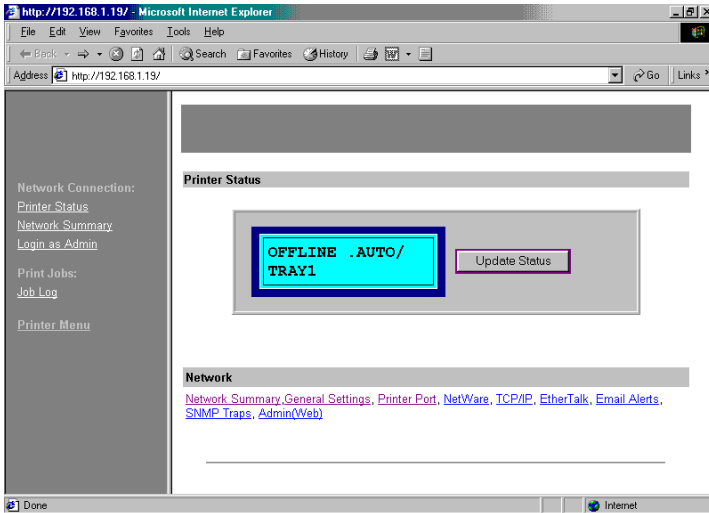 http://192.168.1.19/ - Microsoft Internet Explorer
File Edit View Favorites Tools Help
Back Search Favorites History
Address http://192.168.1.19/ Go Links
Network Connection:
Printer Status
Network Summary
Login as Admin
Print Jobs:
Job Log
Printer Menu
Printer Status
OFFLINE .AUTO/
TRAY1
Update Status
Network
Network Summary,General Settings, Printer Port, NetWare, TCP/IP, EtherTalk, Email Alerts,
SNMP Traps, Admin(Web)
Done Internet